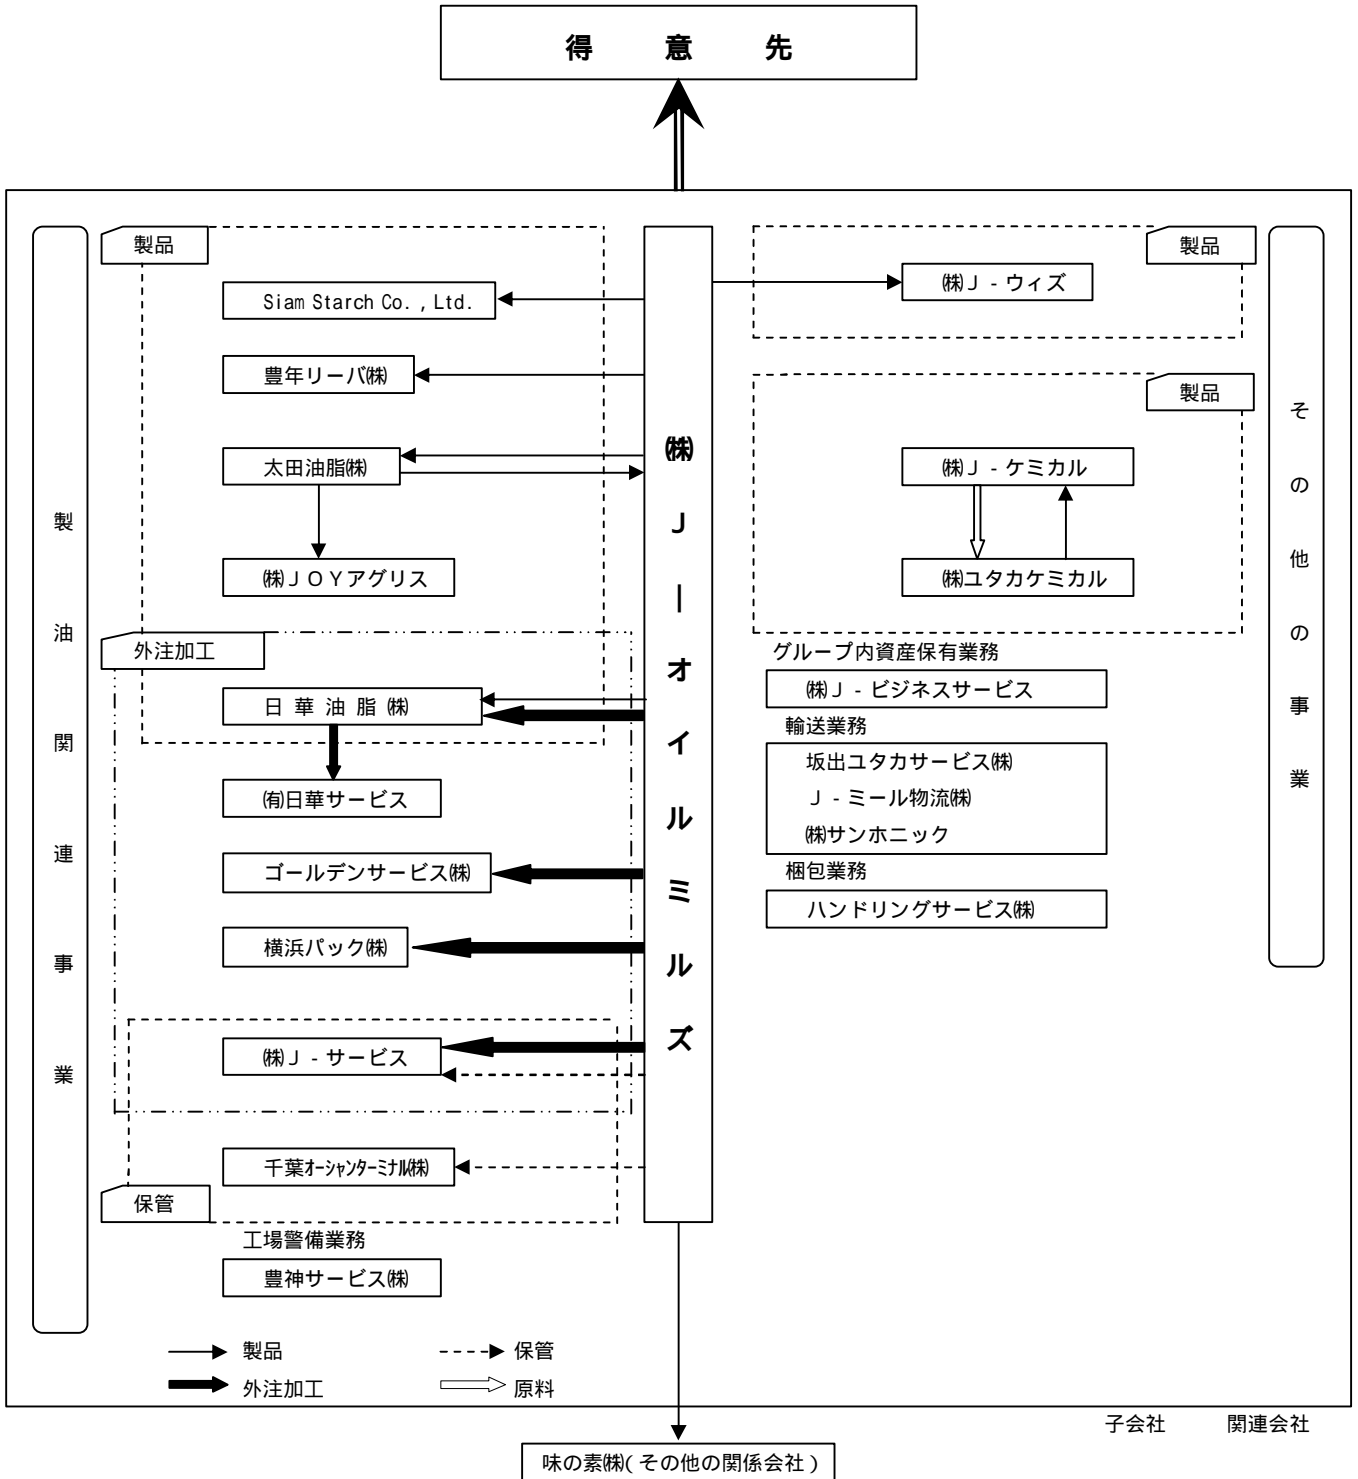 得 意 先
製油関連事業
製品
Siam Starch Co., Ltd.
豊年リーバ㈱
太田油脂㈱
㈱ＪＯＹアグリス
外注加工
日華油脂㈱
㈲日華サービス
ゴールデンサービス㈱
横浜パック㈱
㈱Ｊ-サービス
千葉ｵｰｼｬﾝﾀｰﾐﾅﾙ㈱
保管
工場警備業務
豊神サービス㈱
㈱Ｊ－オイルミルズ
製品
㈱Ｊ-ウィズ
製品
㈱Ｊ-ケミカル
㈱ユタカケミカル
グループ内資産保有業務
㈱Ｊ-ビジネスサービス
輸送業務
坂出ユタカサービス㈱
Ｊ-ミール物流㈱
㈱サンホニック
梱包業務
ハンドリングサービス㈱
その他の事業
製品
保管
外注加工
原料
子会社 関連会社
味の素㈱(その他の関係会社)